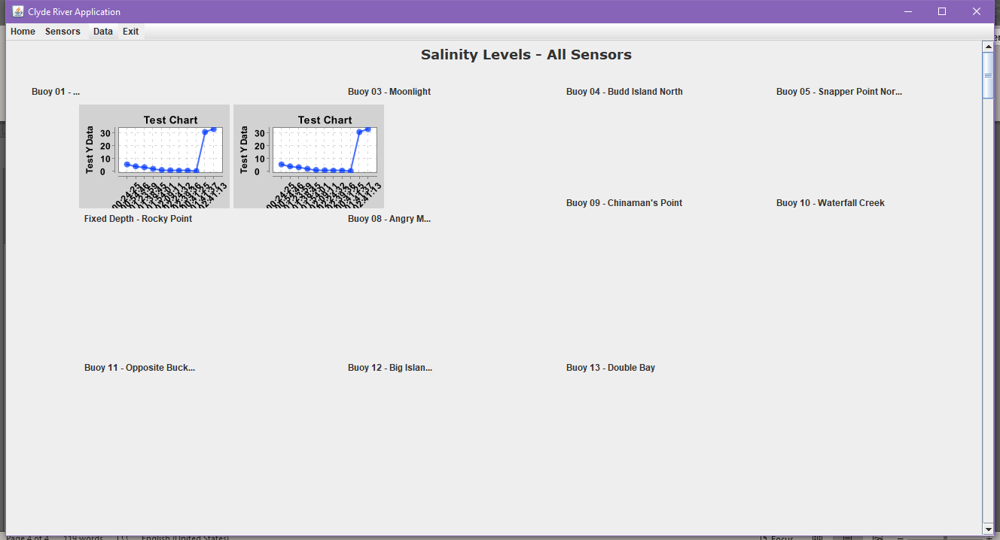 Clyde River Application
Home Sensors Data Exit
Salinity Levels - All Sensors
Buoy 01 - ...
Buoy 03 - Moonlight
Buoy 04 - Budd Island North
Buoy 05 - Snapper Point Nor...
Test Chart
Test Y Data
30
20
10
0
Test Chart
Test Y Data
30
20
10
0
Buoy 09 - Chinaman's Point
Buoy 10 - Waterfall Creek
Fixed Depth - Rocky Point
Buoy 08 - Angry M...
Buoy 11 - Opposite Buck...
Buoy 12 - Big Islan...
Buoy 13 - Double Bay
Page 4 of 4 119 words English (United States) Focus